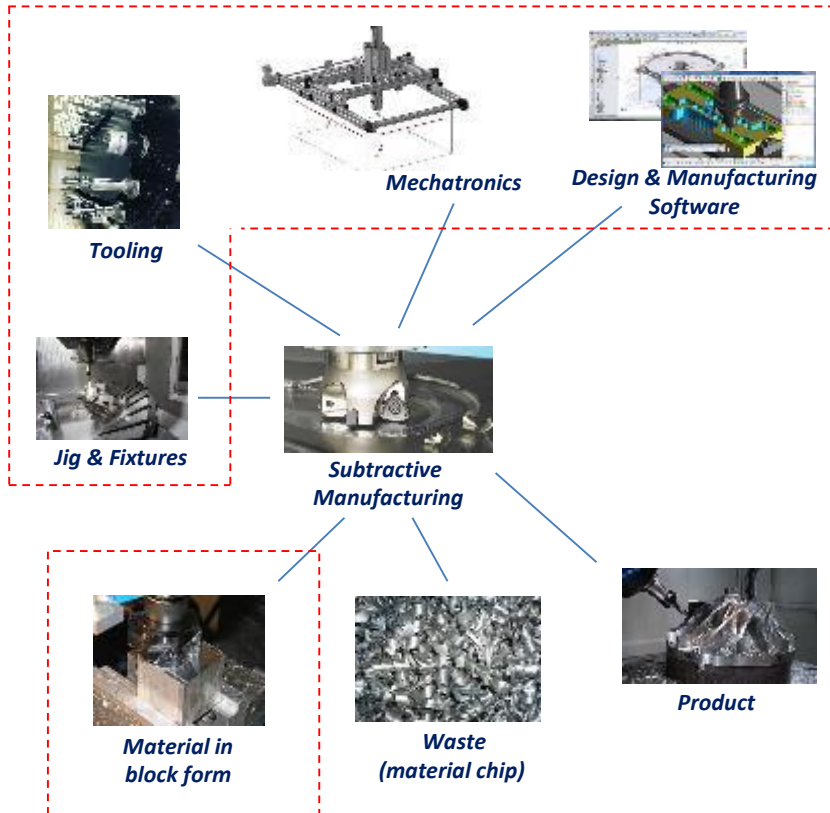 Mechatronics
Design & Manufacturing
Software
Tooling
Jig & Fixtures
Subtractive
Manufacturing
Material in
block form
Waste
(material chip)
Product